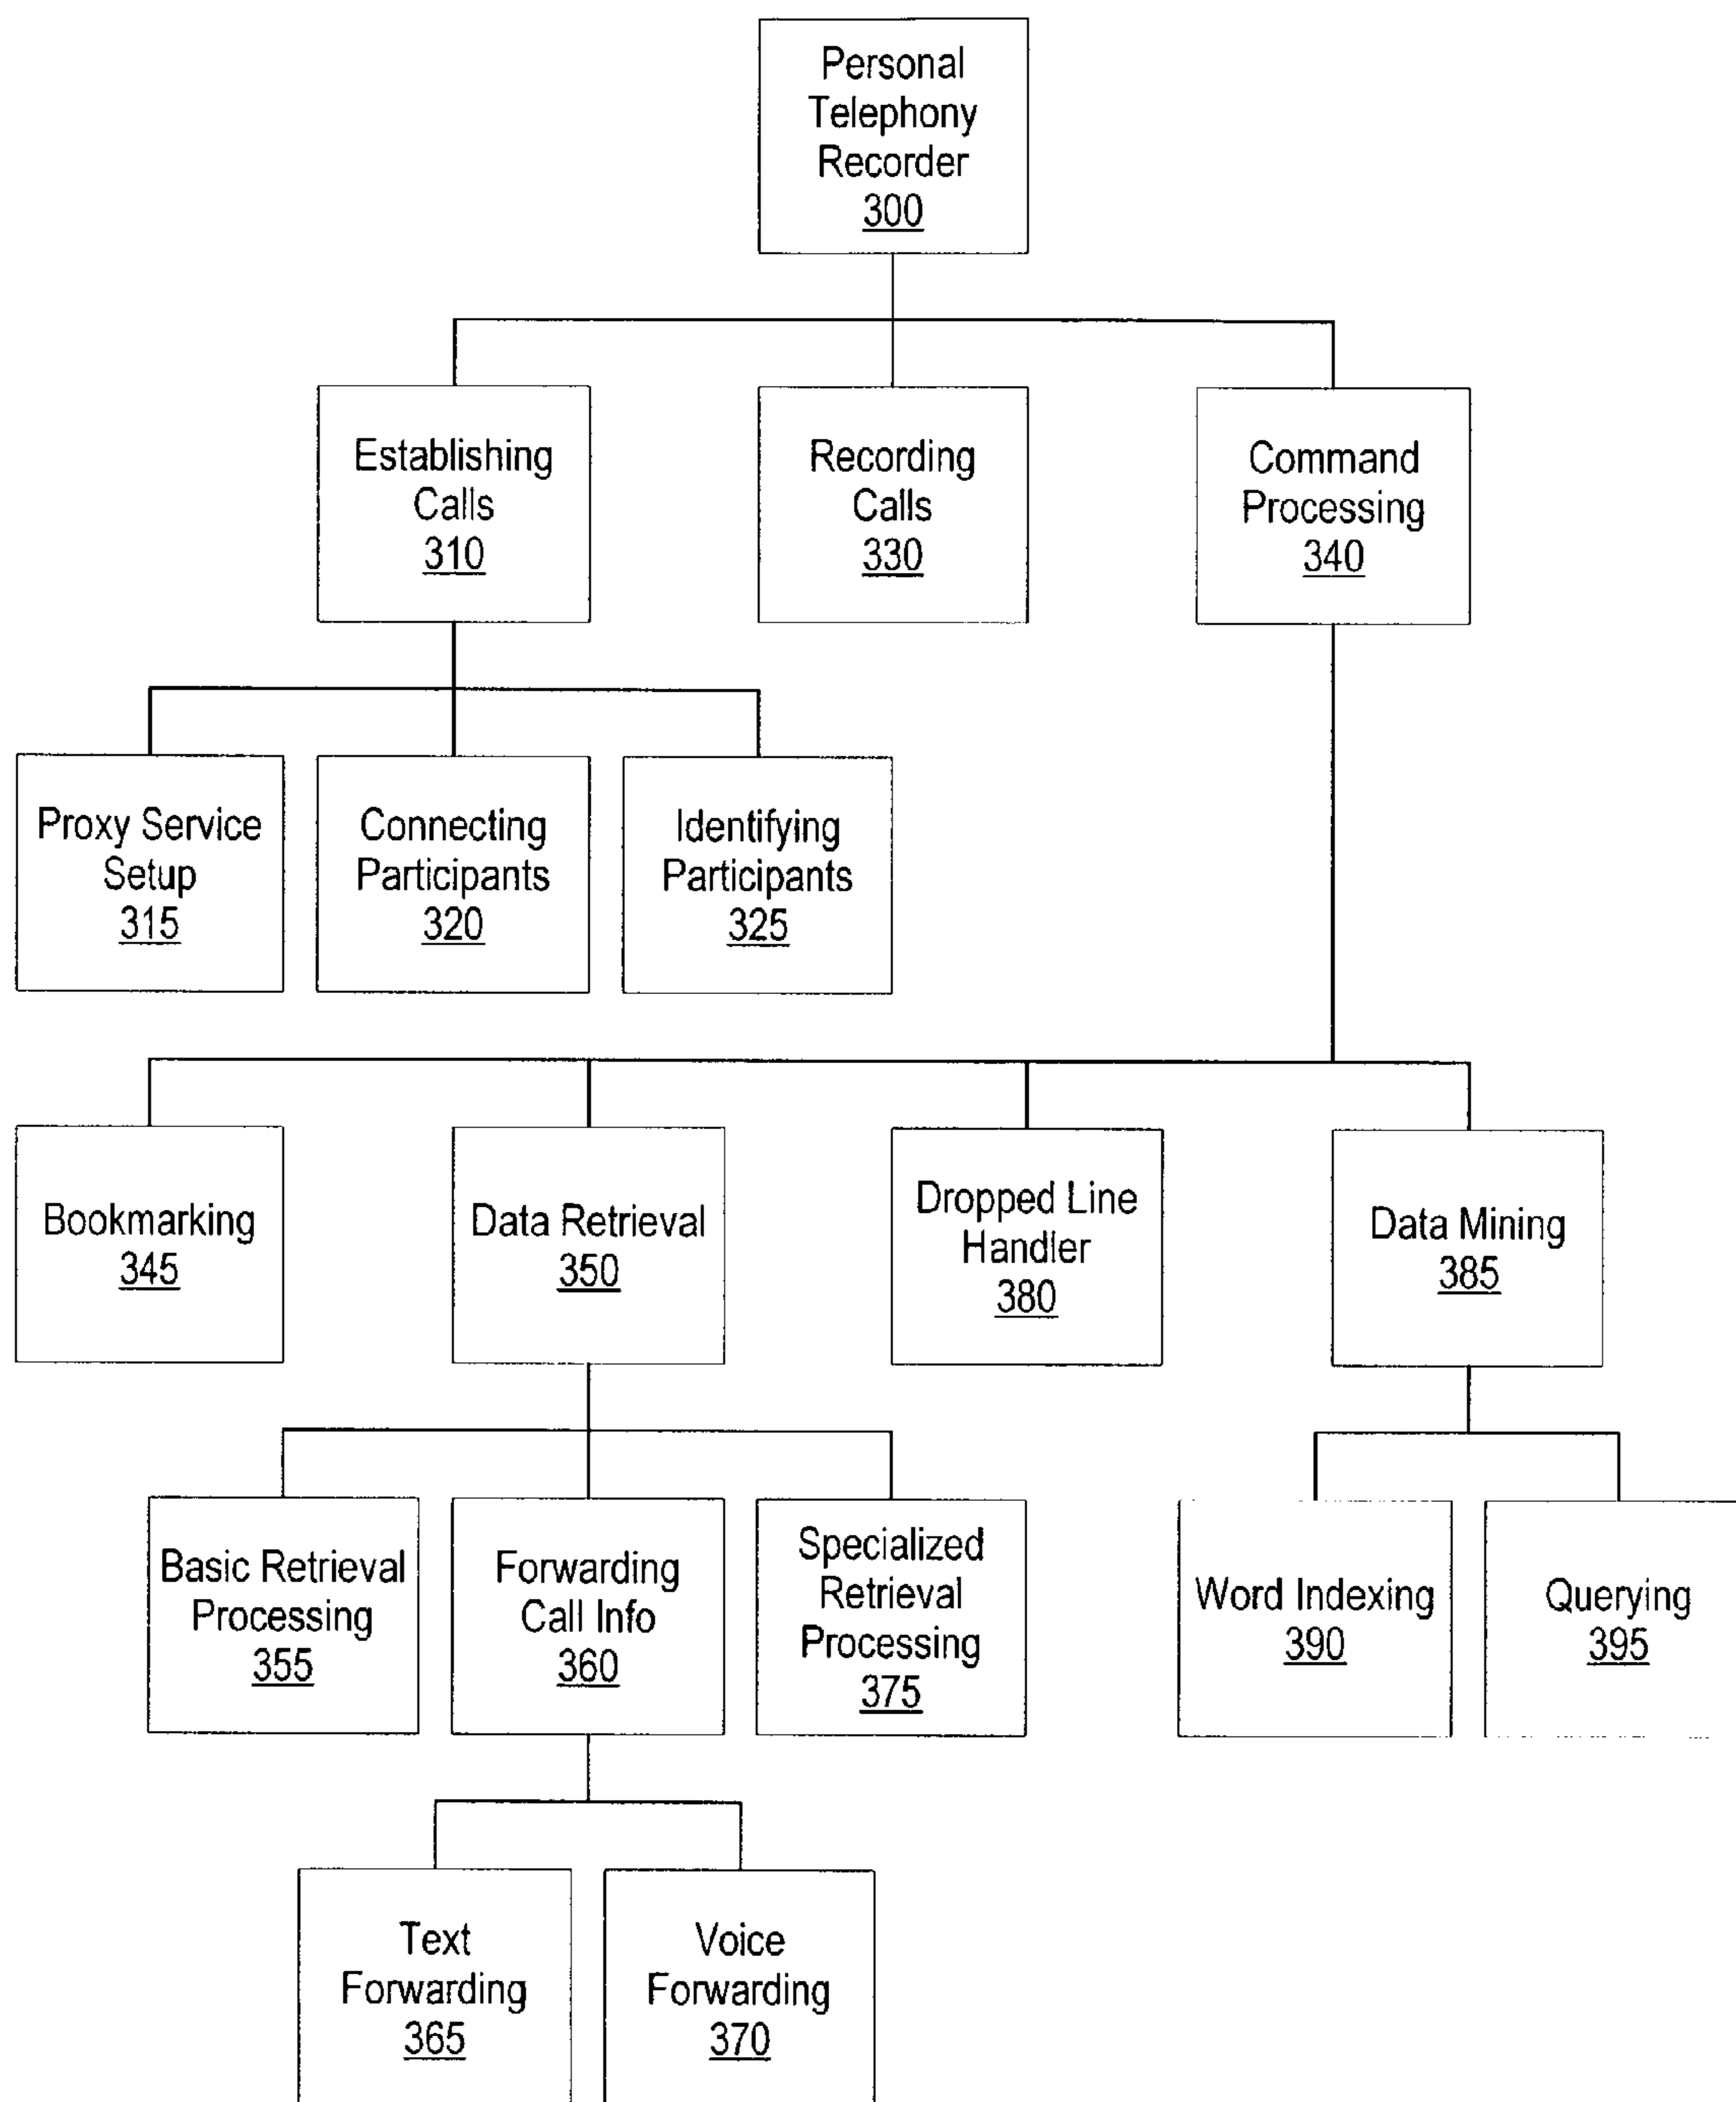 Personal
Telephony
Recorder
300
Establishing
Calls
310
Recording
Calls
330
Command
Processing
340
Proxy Service
Setup
315
Connecting
Participants
320
Identifying
Participants
325
Bookmarking
345
Data Retrieval
350
Dropped Line
Handler
380
Data Mining
385
Basic Retrieval
Processing
355
Forwarding
Call Info
360
Specialized
Retrieval
Processing
375
Word Indexing
390
Querying
395
Text
Forwarding
365
Voice
Forwarding
370